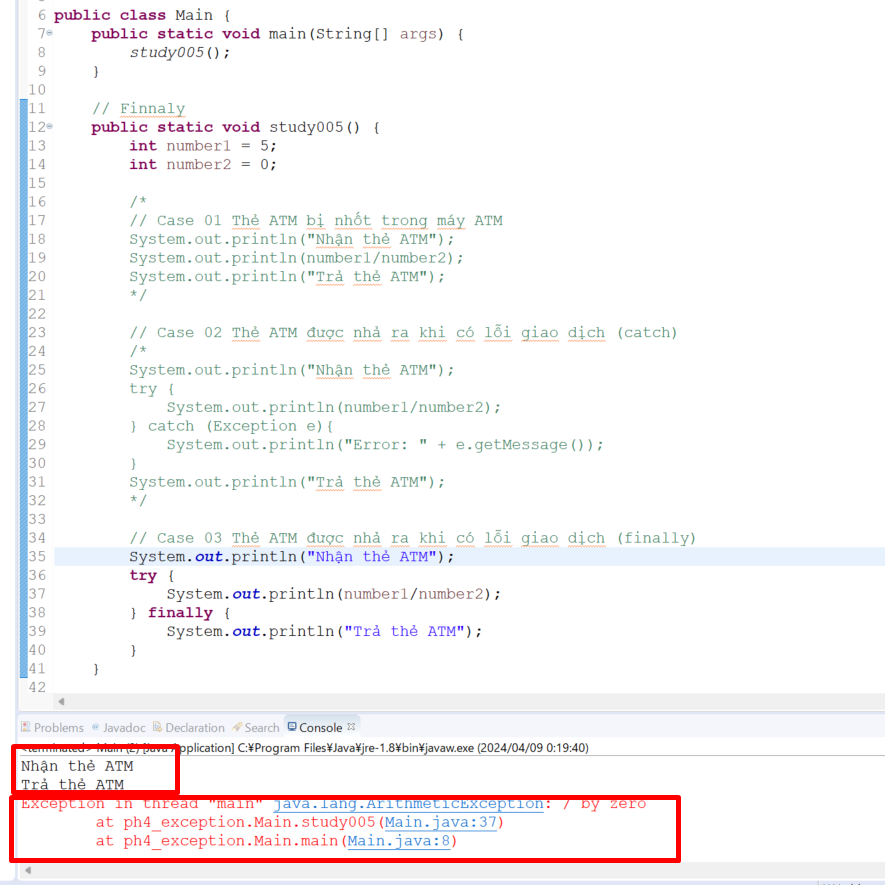 6 public class Main {
7 public static void main(String[] args) {
8 study005();
9 }
10
11 // Finnaly
12 public static void study005() {
13 int number1 = 5;
14 int number2 = 0;
15
16 /*
17 // Case 01 Thẻ ATM bị nhốt trong máy ATM
18 System.out.println("Nhận thẻ ATM");
19 System.out.println(number1/number2);
20 System.out.println("Trả thẻ ATM");
21 */
22
23 // Case 02 Thẻ ATM được nhả ra khi có lỗi giao dịch (catch)
24 /*
25 System.out.println("Nhận thẻ ATM");
26 try {
27 System.out.println(number1/number2);
28 } catch (Exception e){
29 System.out.println("Error: " + e.getMessage());
30 }
31 System.out.println("Trả thẻ ATM");
32 */
33
34 // Case 03 Thẻ ATM được nhả ra khi có lỗi giao dịch (finally)
35 System.out.println("Nhận thẻ ATM");
36 try {
37 System.out.println(number1/number2);
38 } finally {
39 System.out.println("Trả thẻ ATM");
40 }
41 }
42
Problems Javadoc Declaration Search Console
<terminated> Main (2) [Java Application] C:¥Program Files¥Java¥jre-1.8¥bin¥javaw.exe (2024/04/09 0:19:40)
Nhận thẻ ATM
Trả thẻ ATM
Exception in thread "main" java.lang.ArithmeticException: / by zero
at ph4_exception.Main.study005(Main.java:37)
at ph4_exception.Main.main(Main.java:8)